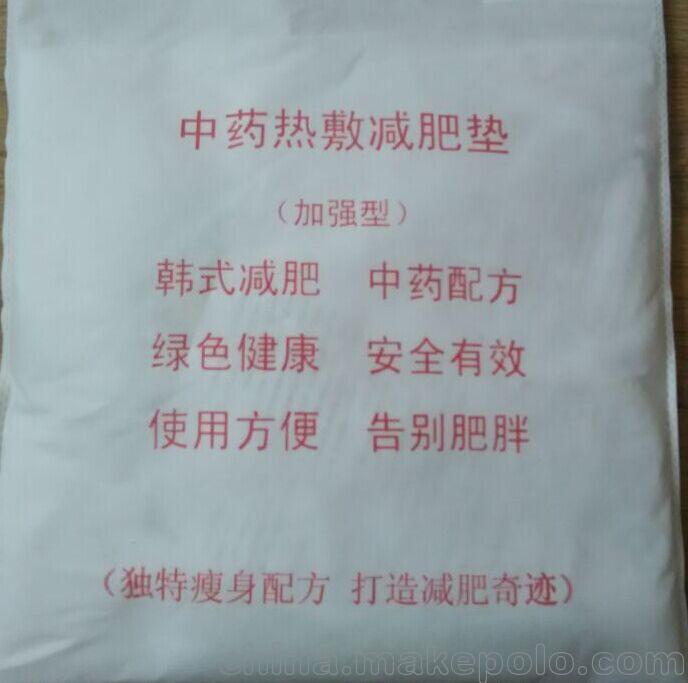 中药热敷减肥垫
（加强型）
韩式减肥 中药配方
绿色健康 安全有效
使用方便 告别肥胖
（独特瘦身配方 打造减肥奇迹）
china.makepolo.com